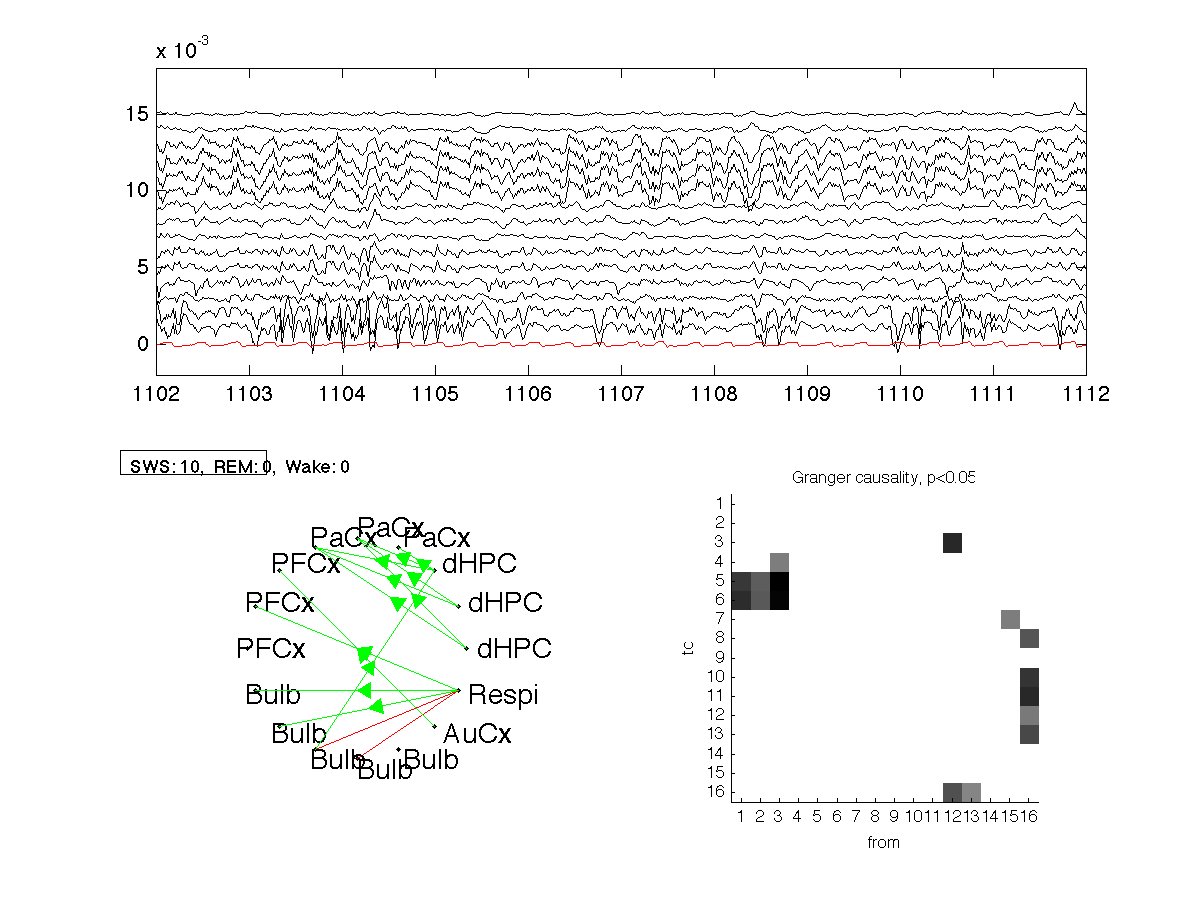 x 10-3
15
10
5
0
1102 1103 1104 1105 1106 1107 1108 1109 1110 1111 1112
SWS:10, REM:0, Wake:0
PaCx
PaCx PaCx
PFCx dHPC
PFCx dHPC
PFCx dHPC
Bulb Respi
Bulb AuCx
Bulb Bulb
Bulb
Granger causality, p<0.05
1
2
3
4
5
6
7
8
9
10
11
12
13
14
15
16
to
1 2 3 4 5 6 7 8 9 10 11 12 13 14 15 16
from